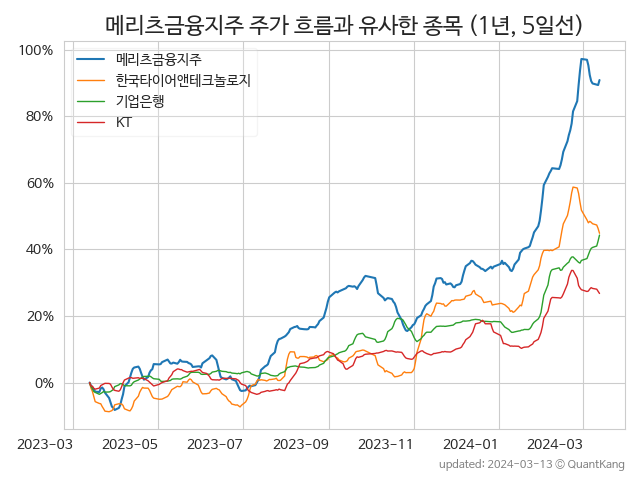 메리츠금융지주 주가 흐름과 유사한 종목 (1년, 5일선)
100%
80%
60%
40%
20%
0%
메리츠금융지주
한국타이어앤테크놀로지
기업은행
KT
2023-03
2023-05
2023-07
2023-09
2023-11
2024-01
2024-03
updated: 2024-03-13 © QuantKang